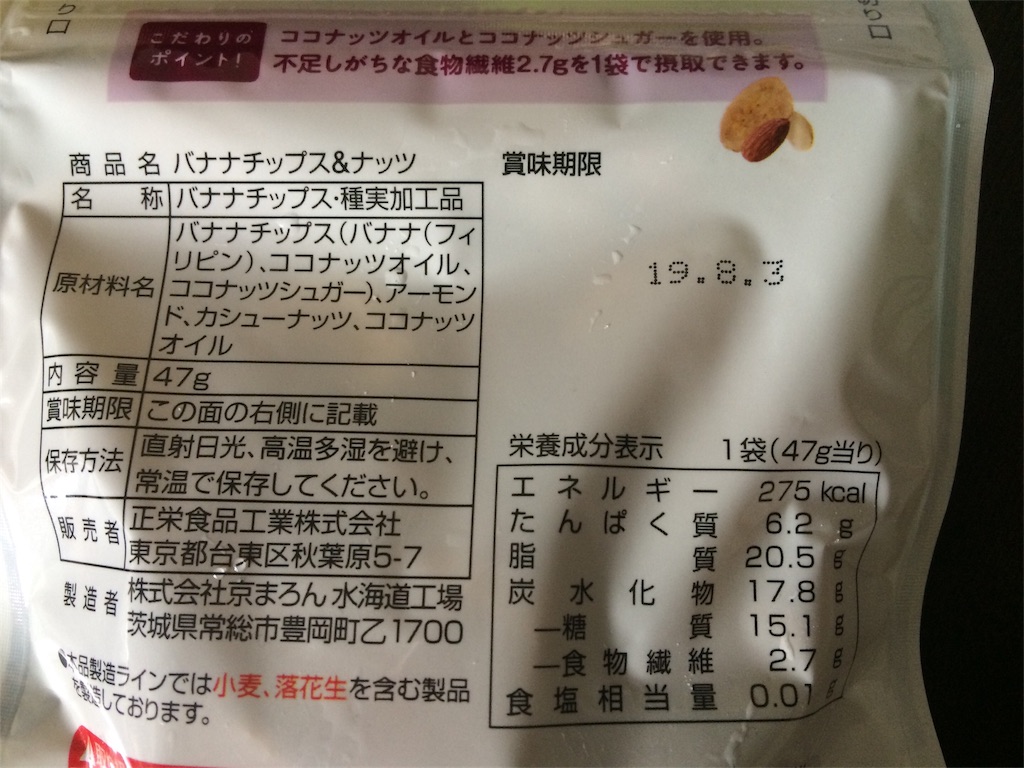 こだわりの
ポイント!
ココナッツオイルとココナッツシュガーを使用。
不足しがちな食物繊維2.7gを1袋で摂取できます。
商品名 バナナチップス&ナッツ
名称 バナナチップス・種実加工品
原材料名 バナナチップス(バナナ(フィ
リピン)、ココナッツオイル、
ココナッツシュガー)、アーモン
ド、カシューナッツ、ココナッツ
オイル
内容量 47g
賞味期限 この面の右側に記載
保存方法 直射日光、高温多湿を避け、
常温で保存してください。
販売者 正栄食品工業株式会社
東京都台東区秋葉原5-7
製造者 株式会社京まろん 水海道工場
茨城県常総市豊岡町乙1700
●本品製造ラインでは小麦、落花生を含む製品
を製造しております。
賞味期限
19.8.3
栄養成分表示 1袋(47g当り)
エネルギー 275 kcal
たんぱく質 6.2 g
脂質 20.5 g
炭水化物 17.8 g
―糖質 15.1 g
―食物繊維 2.7 g
食塩相当量 0.01 g